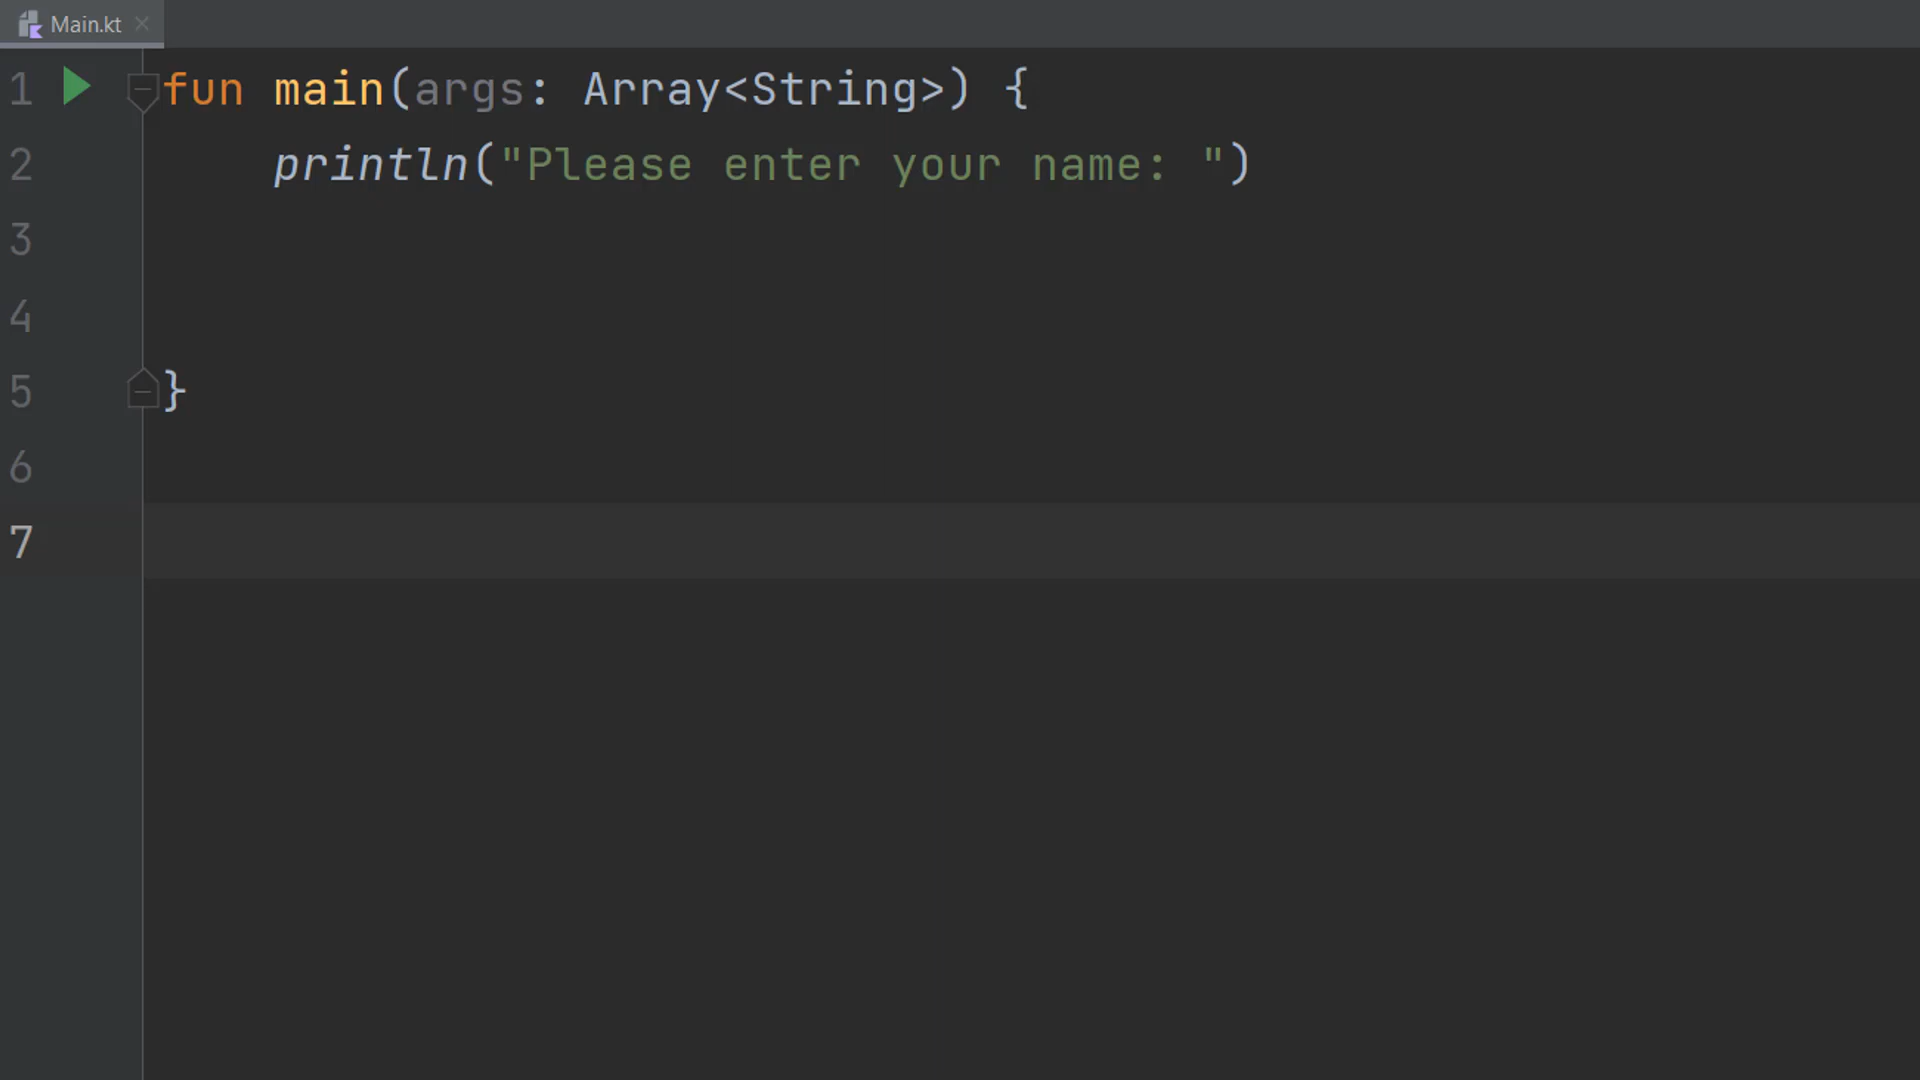 Main.kt
1 fun main(args: Array<String>) {
2 println("Please enter your name: ")
3
4
5 }
6
7